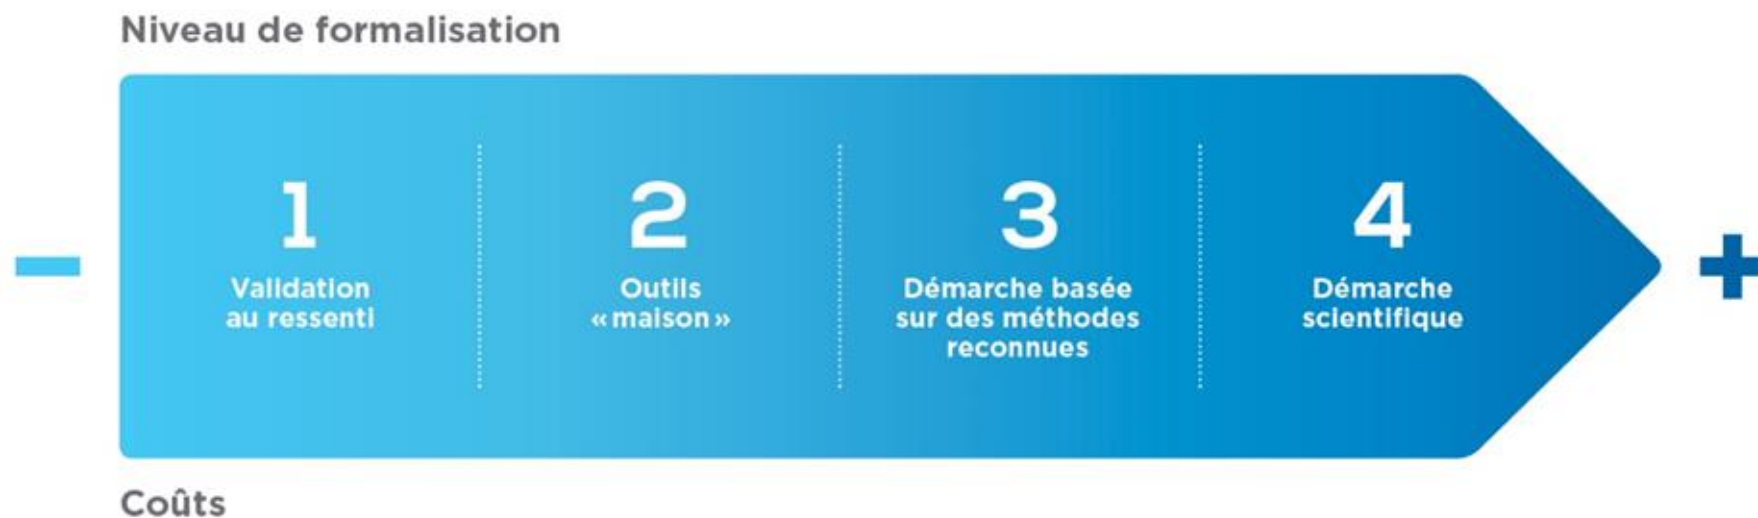 Niveau de formalisation
1
Validation
au ressenti
2
Outils
«maison»
3
Démarche basée
sur des méthodes
reconnues
4
Démarche
scientifique
Coûts